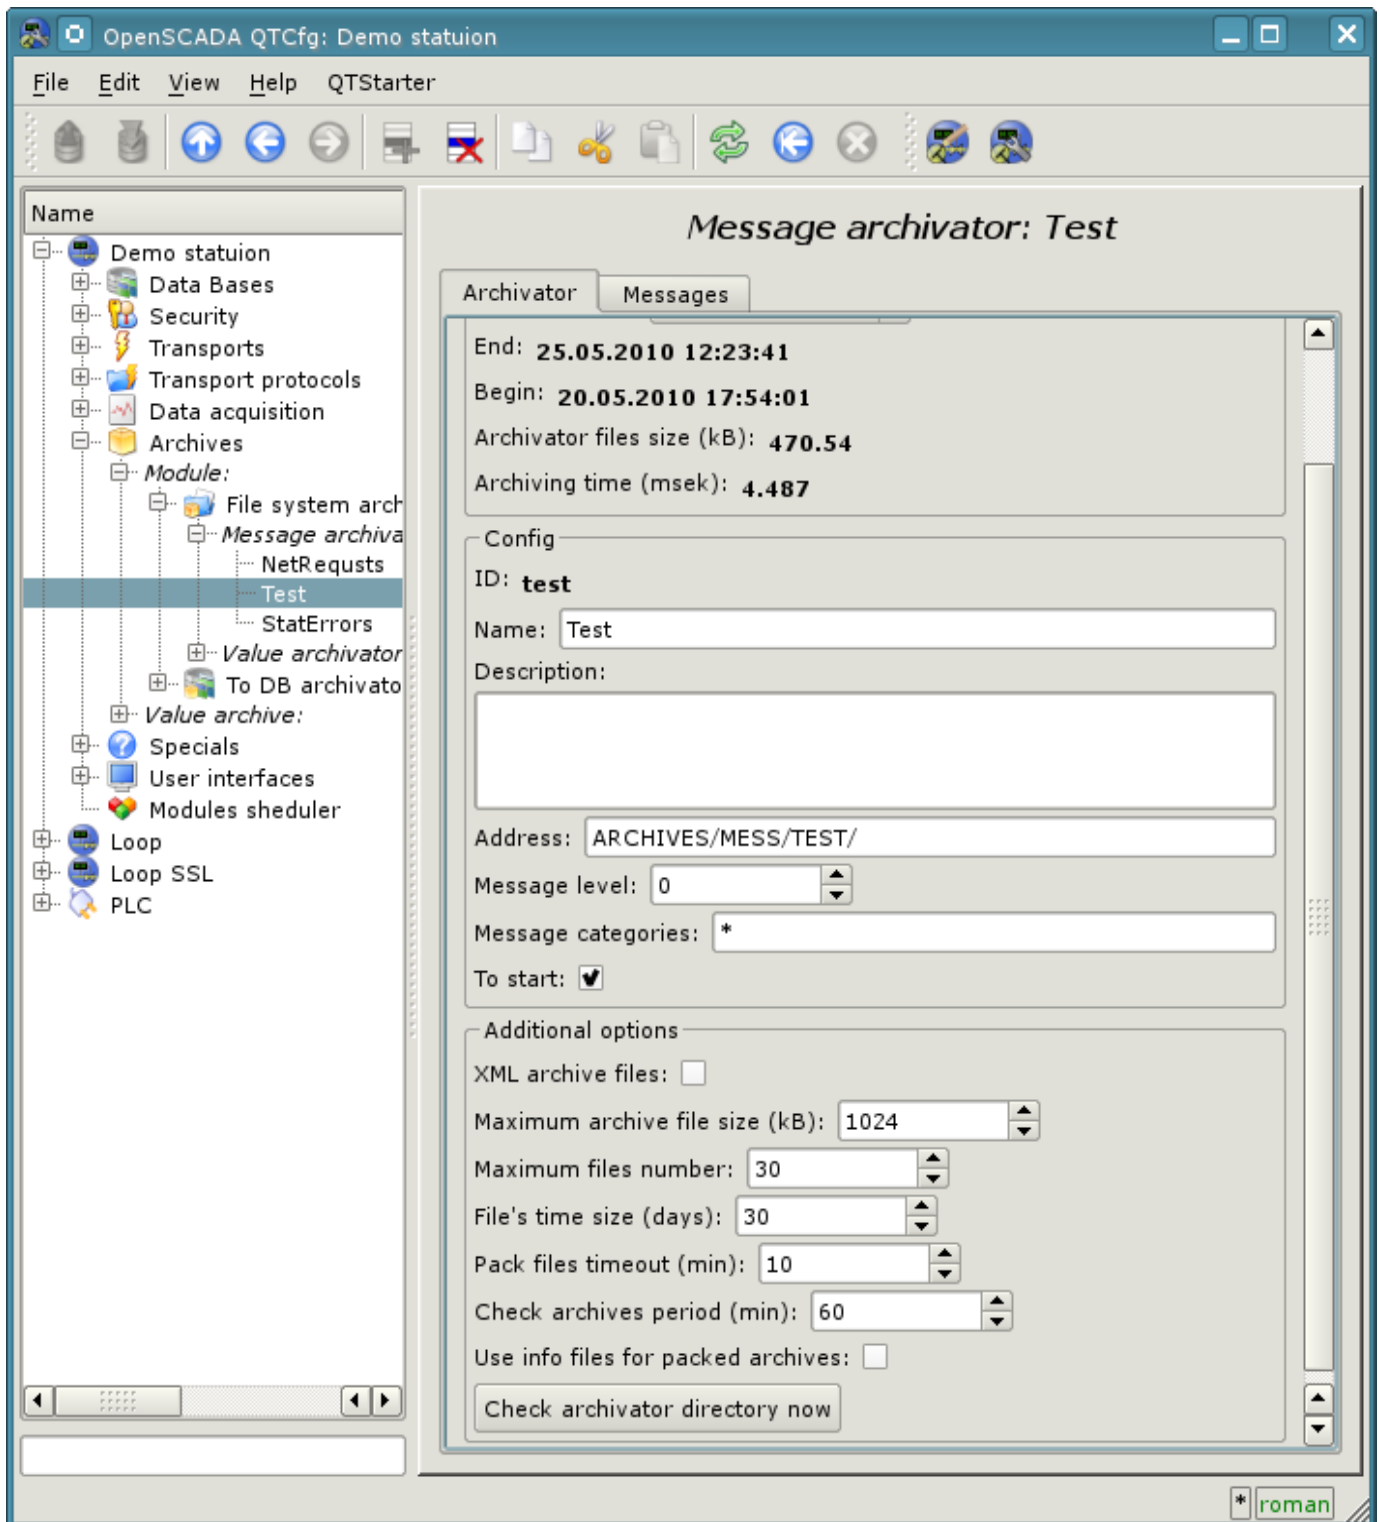 OpenSCADA QTCfg: Demo statuion
File Edit View Help QTStarter
Name
Demo statuion
Data Bases
Security
Transports
Transport protocols
Data acquisition
Archives
Module:
File system arch
Message archiva
NetRequsts
Test
StatErrors
Value archivator
To DB archivato
Value archive:
Specials
User interfaces
Modules sheduler
Loop
Loop SSL
PLC
Message archivator: Test
Archivator Messages
End: 25.05.2010 12:23:41
Begin: 20.05.2010 17:54:01
Archivator files size (kB): 470.54
Archiving time (msek): 4.487
Config
ID: test
Name: Test
Description:
Address: ARCHIVES/MESS/TEST/
Message level: 0
Message categories: *
To start:
Additional options
XML archive files:
Maximum archive file size (kB): 1024
Maximum files number: 30
File's time size (days): 30
Pack files timeout (min): 10
Check archives period (min): 60
Use info files for packed archives:
Check archivator directory now
* roman